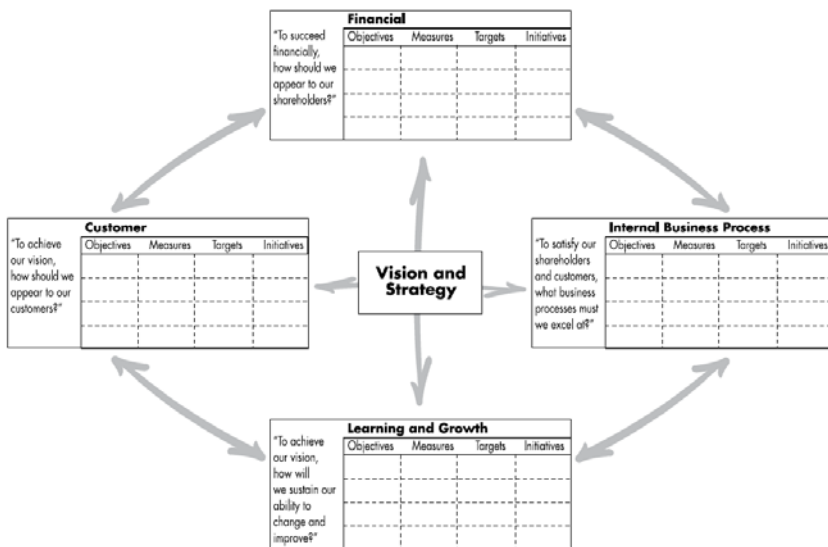 Financial
"To succeed
financially,
how should we
appear to our
shareholders?"
Objectives Measures Targets Initiatives
Customer
"To achieve
our vision,
how should we
appear to our
customers?"
Objectives Measures Targets Initiatives
Vision and
Strategy
Internal Business Process
"To satisfy our
shareholders
and customers,
what business
processes must
we excel at?"
Objectives Measures Targets Initiatives
Learning and Growth
"To achieve
our vision,
how will
we sustain our
ability to
change and
improve?"
Objectives Measures Targets Initiatives